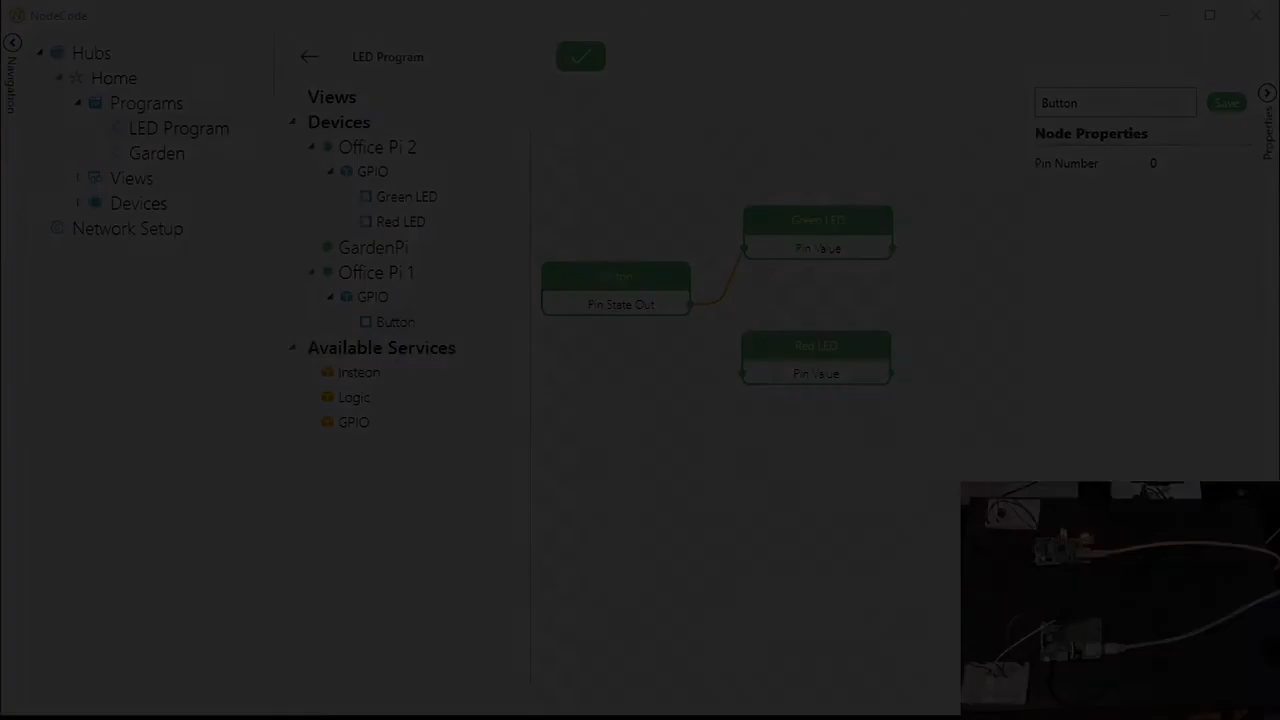 NodeCode
Navigation
Hubs
Home
Programs
LED Program
Garden
Views
Devices
Network Setup
LED Program
Views
Devices
Office Pi 2
GPIO
Green LED
Red LED
GardenPi
Office Pi 1
GPIO
Button
Available Services
Insteon
Logic
GPIO
Pin State Out
Green LED
Pin Value
Red LED
Pin Value
Button
Save
Node Properties
Pin Number 0
Properties